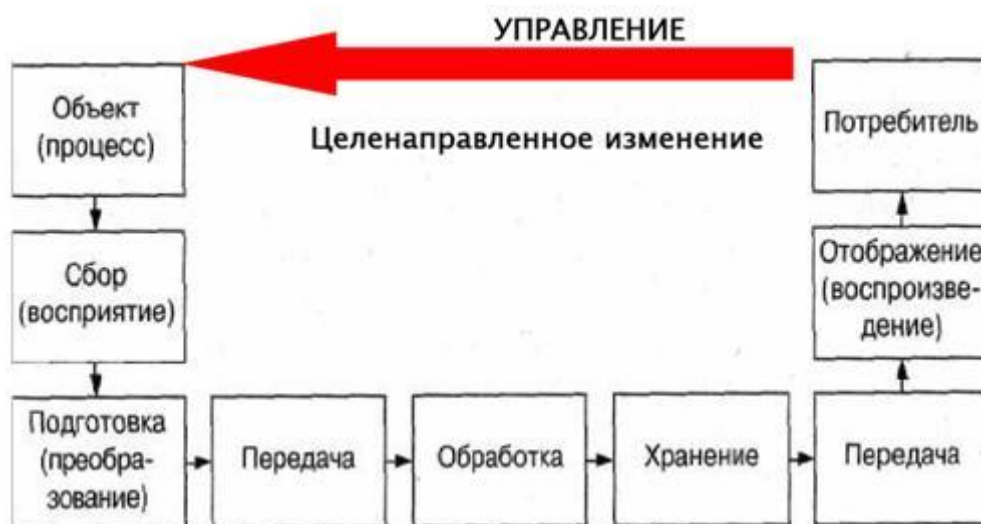 УПРАВЛЕНИЕ
Объект
(процесс)
Целенаправленное изменение
Потребитель
Сбор
(восприятие)
Отображение
(воспроизве-
дение)
Подготовка
(преобра-
зование)
Передача
Обработка
Хранение
Передача